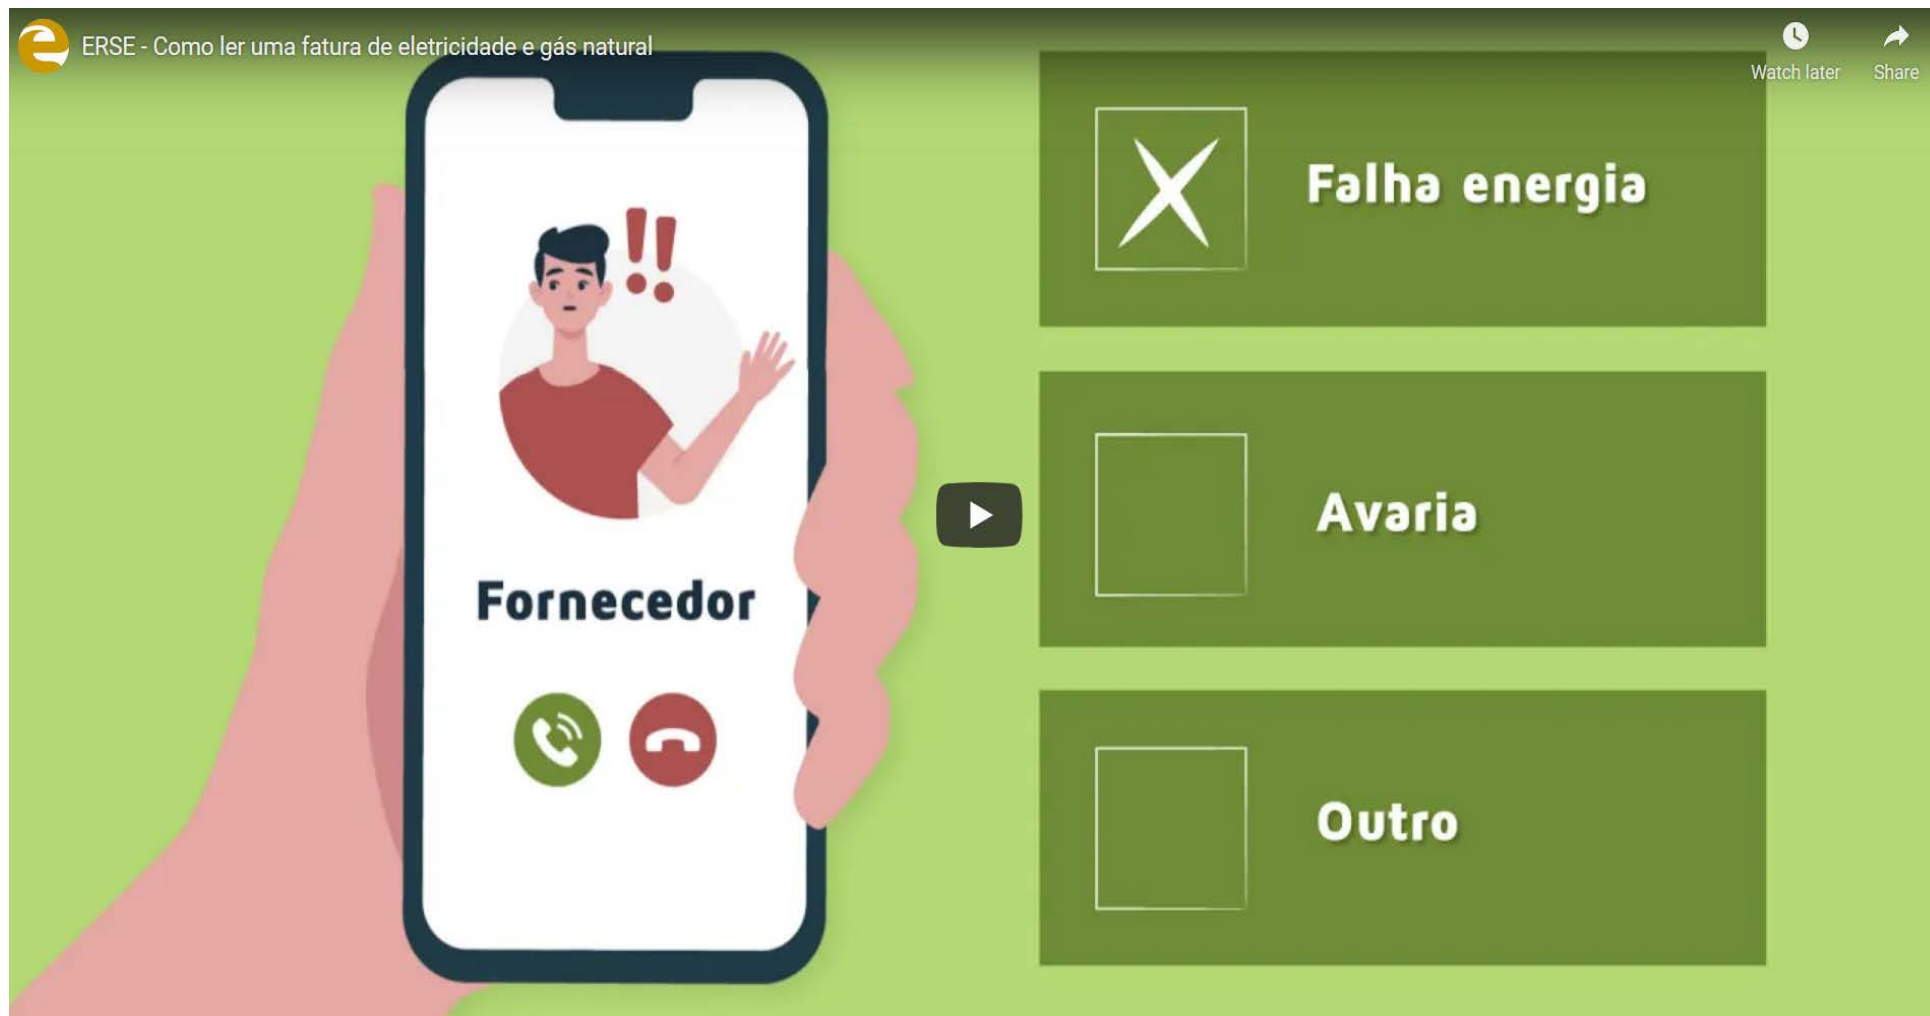 ERSE - Como ler uma fatura de eletricidade e gás natural
Watch later
Share
Falha energia
Avaria
Fornecedor
Outro